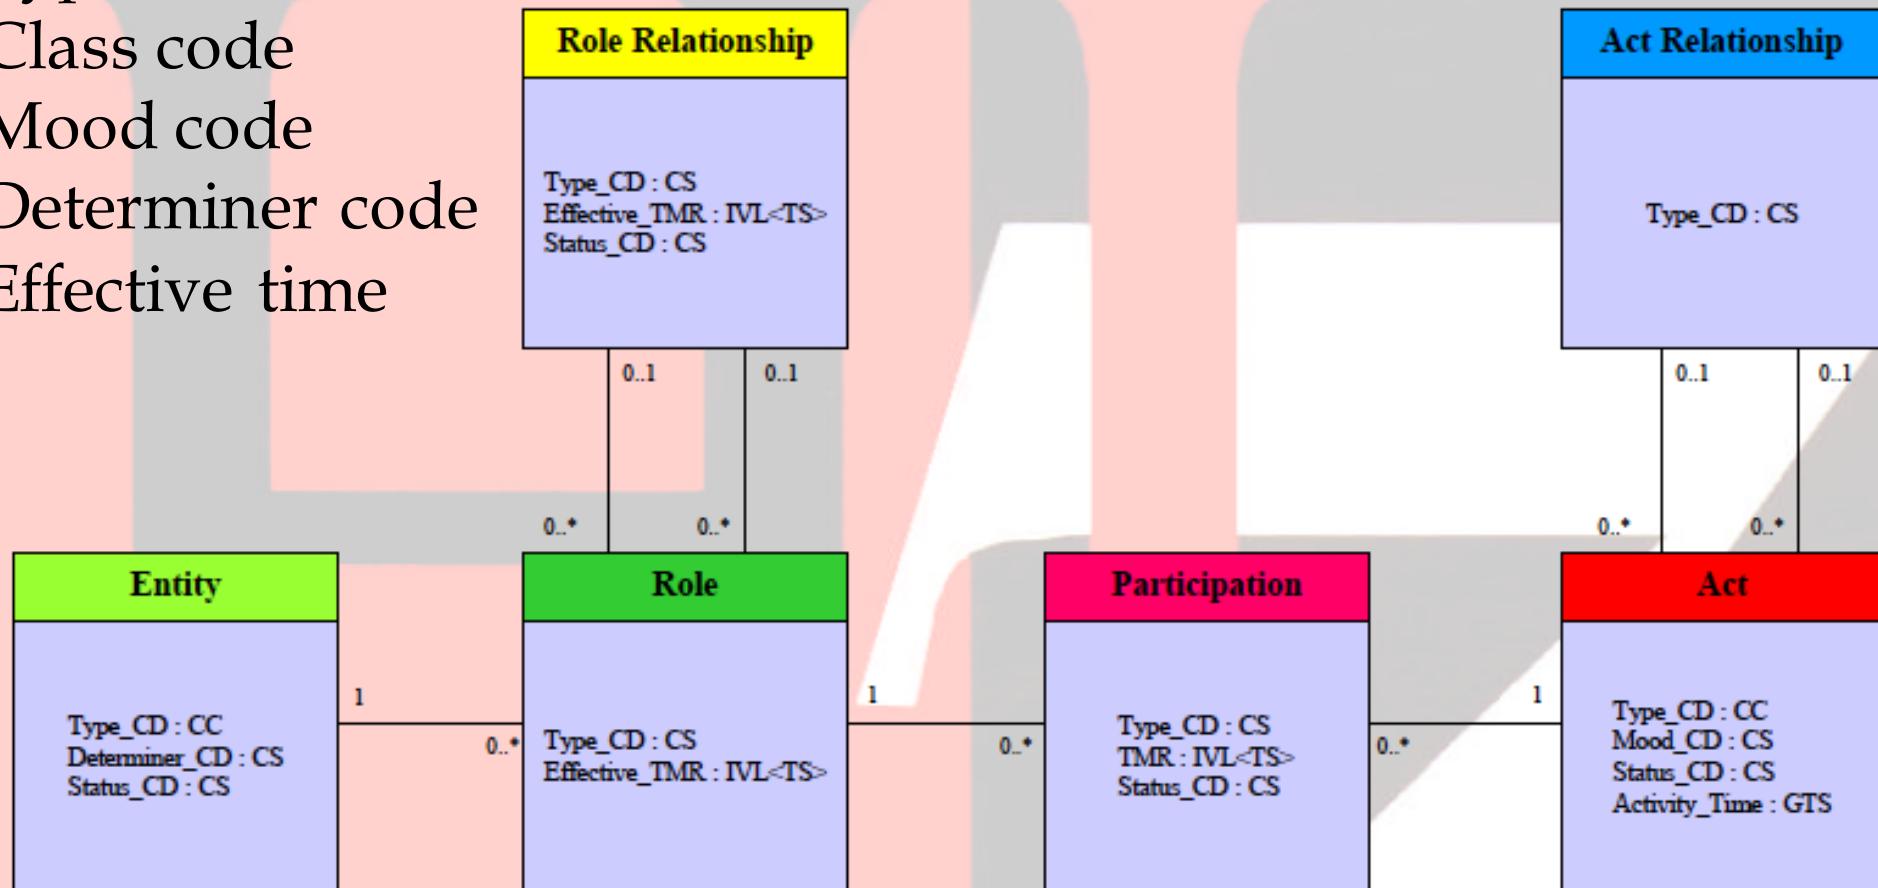 Class code
Mood code
Determiner code
Effective time
Role Relationship
Type_CD : CS
Effective_TMR : IVL<TS>
Status_CD : CS
Act Relationship
Type_CD : CS
0..1
0..1
0..1
0..1
0..*
0..*
0..*
0..*
Entity
Type_CD : CC
Determiner_CD : CS
Status_CD : CS
1
0..*
Role
Type_CD : CS
Effective_TMR : IVL<TS>
1
0..*
Participation
Type_CD : CS
TMR : IVL<TS>
Status_CD : CS
0..*
1
Act
Type_CD : CC
Mood_CD : CS
Status_CD : CS
Activity_Time : GTS